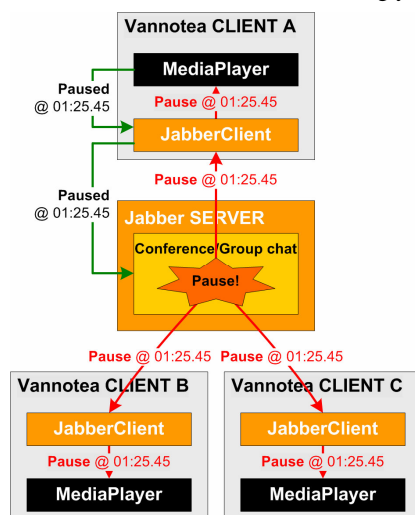 Vannotea CLIENT A
MediaPlayer
Paused
@ 01:25.45
Pause @ 01:25.45
JabberClient
Paused
@ 01:25.45
Pause @ 01:25.45
Jabber SERVER
Conference/Group chat
Pause!
Pause @ 01:25.45
Pause @ 01:25.45
Vannotea CLIENT B
Vannotea CLIENT C
JabberClient
JabberClient
Pause @ 01:25.45
Pause @ 01:25.45
MediaPlayer
MediaPlayer